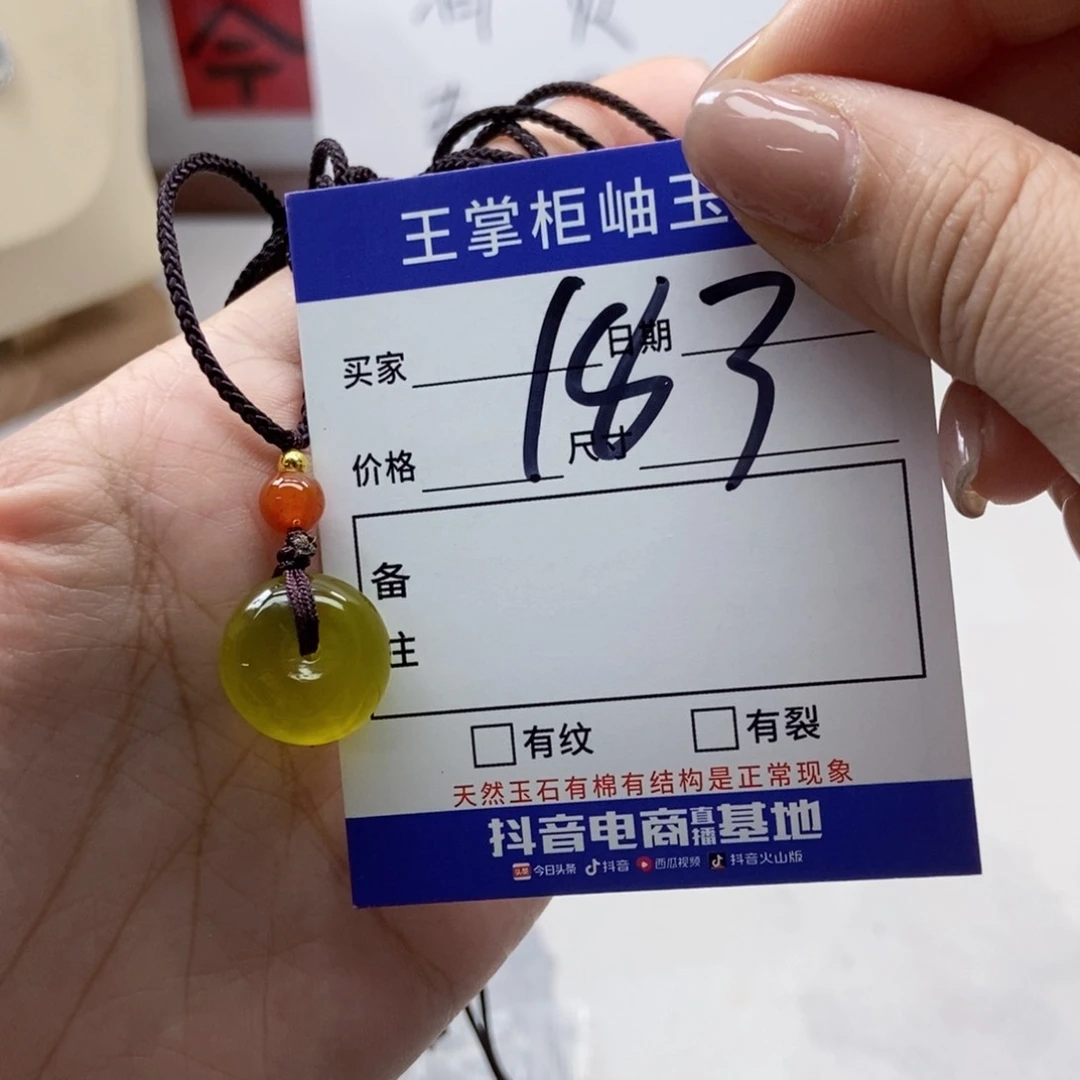 令
王掌柜岫玉
183
买家 日期
价格 尺寸
备
注
有纹 有裂
天然玉石有棉有结构是正常现象
抖音电商直播基地
头条 今日头条 抖音 西瓜视频 抖音火山版